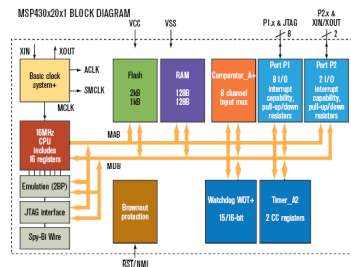 MSP430x20x1 BLOCK DIAGRAM
VCC
VSS
P1.x & JTAG
8
P2.x &
XIN/XOUT
2
XIN
XOUT
Basic clock
system+
ACLK
SMCLK
MCLK
Flash
2kB
1kB
RAM
128B
128B
Comparator_A+
8 channel
input mux
Port P1
8 I/O
interrupt
capability,
pull-up/down
resistors
Port P2
2 I/O
interrupt
capability,
pull-up/down
resistors
16MHz
CPU
includes
16 registers
MAB
MDB
Emulation (2BP)
JTAG interface
Spy-Bi Wire
Brownout
protection
Watchdog WDT+
15/16-bit
Timer_A2
2 CC registers
RST/NMI